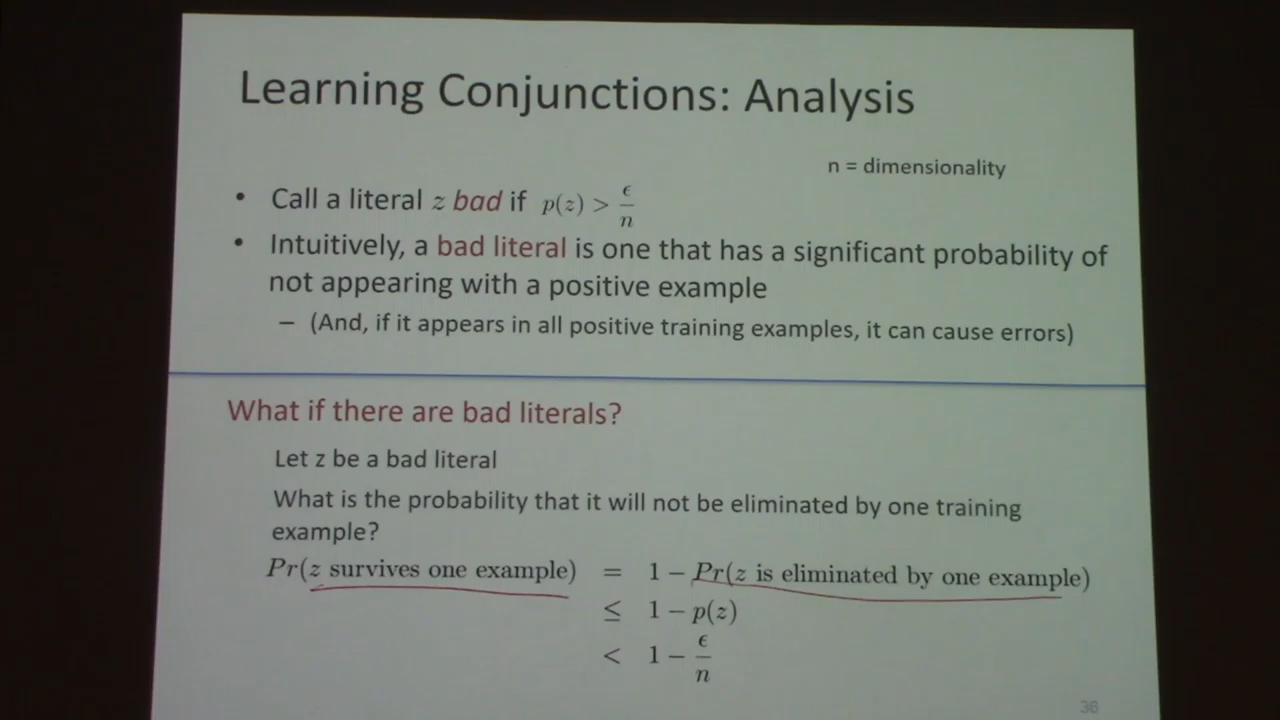 Learning Conjunctions: Analysis
n = dimensionality
• Call a literal z bad if p(z) > ϵ/n
• Intuitively, a bad literal is one that has a significant probability of
not appearing with a positive example
– (And, if it appears in all positive training examples, it can cause errors)
What if there are bad literals?
Let z be a bad literal
What is the probability that it will not be eliminated by one training
example?
Pr(z survives one example) = 1 − Pr(z is eliminated by one example)
≤ 1 − p(z)
< 1 − ϵ/n
36